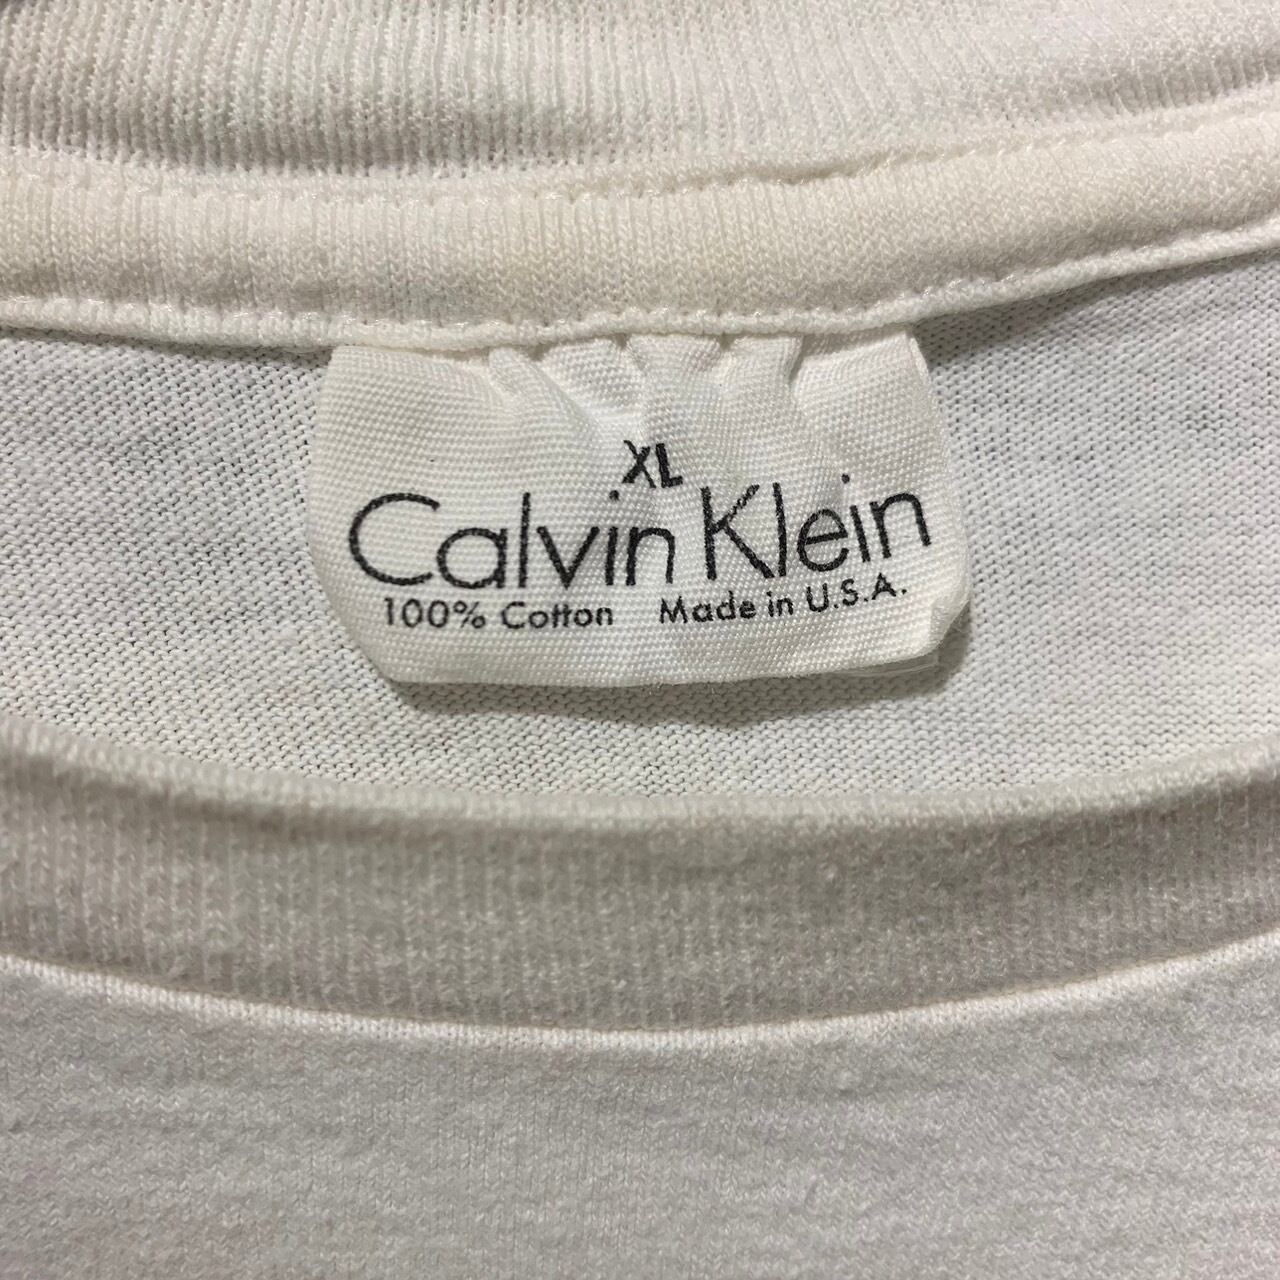 XL
Calvin Klein
100% Cotton Made in U.S.A.